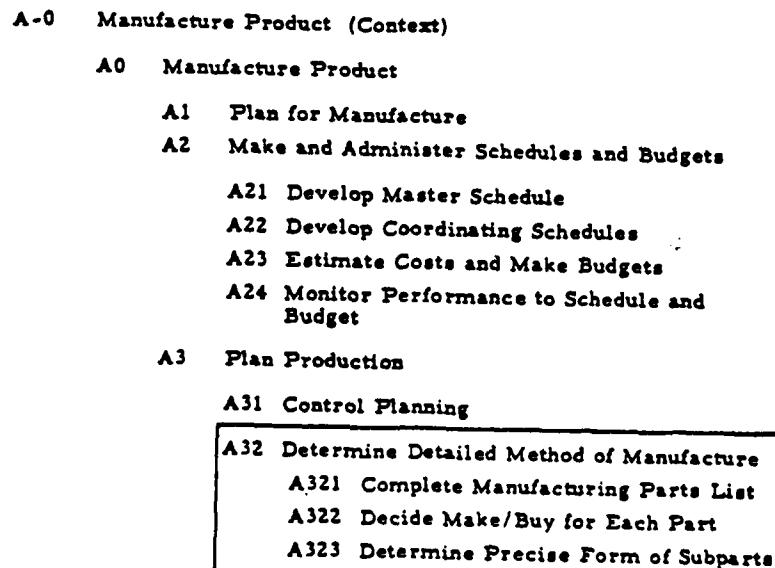 A-0 Manufacture Product (Context)
A0 Manufacture Product
A1 Plan for Manufacture
A2 Make and Administer Schedules and Budgets
A21 Develop Master Schedule
A22 Develop Coordinating Schedules
A23 Estimate Costs and Make Budgets
A24 Monitor Performance to Schedule and
Budget
A3 Plan Production
A31 Control Planning
A32 Determine Detailed Method of Manufacture
A321 Complete Manufacturing Parts List
A322 Decide Make/Buy for Each Part
A323 Determine Precise Form of Subparts